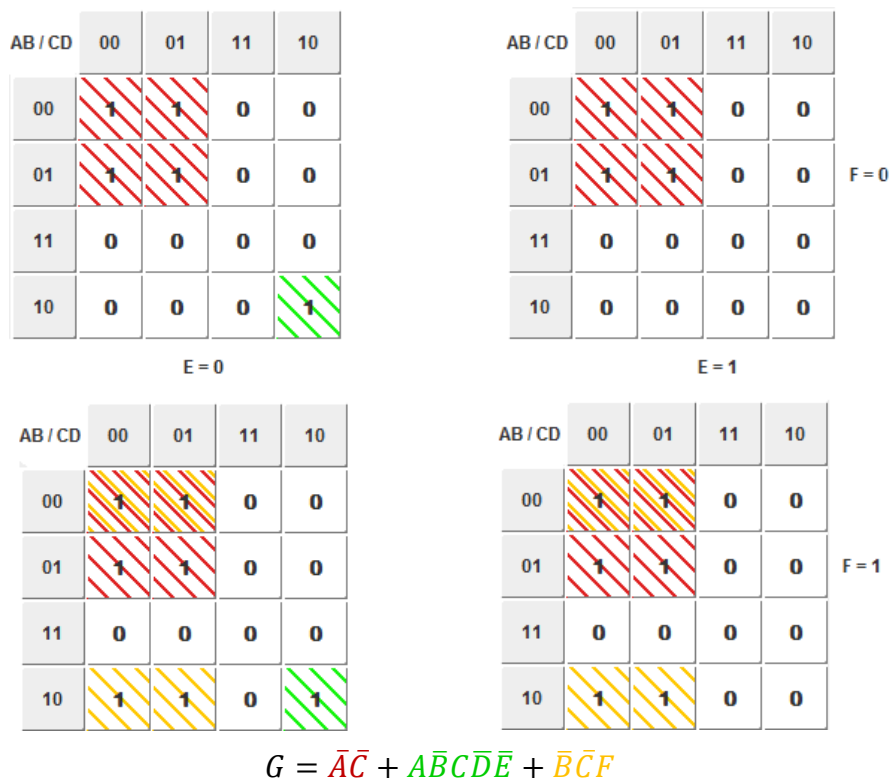 AB / CD 00 01 11 10 AB / CD 00 01 11 10
00 1 1 0 0 00 1 1 0 0
01 1 1 0 0 01 1 1 0 0 F = 0
11 0 0 0 0 11 0 0 0 0
10 0 0 0 1 10 0 0 0 0
E = 0 E = 1
AB / CD 00 01 11 10 AB / CD 00 01 11 10
00 1 1 0 0 00 1 1 0 0
01 1 1 0 0 01 1 1 0 0 F = 1
11 0 0 0 0 11 0 0 0 0
10 1 1 0 1 10 1 1 0 0
G = A̅C̅ + AB̅CD̅E̅ + B̅C̅F